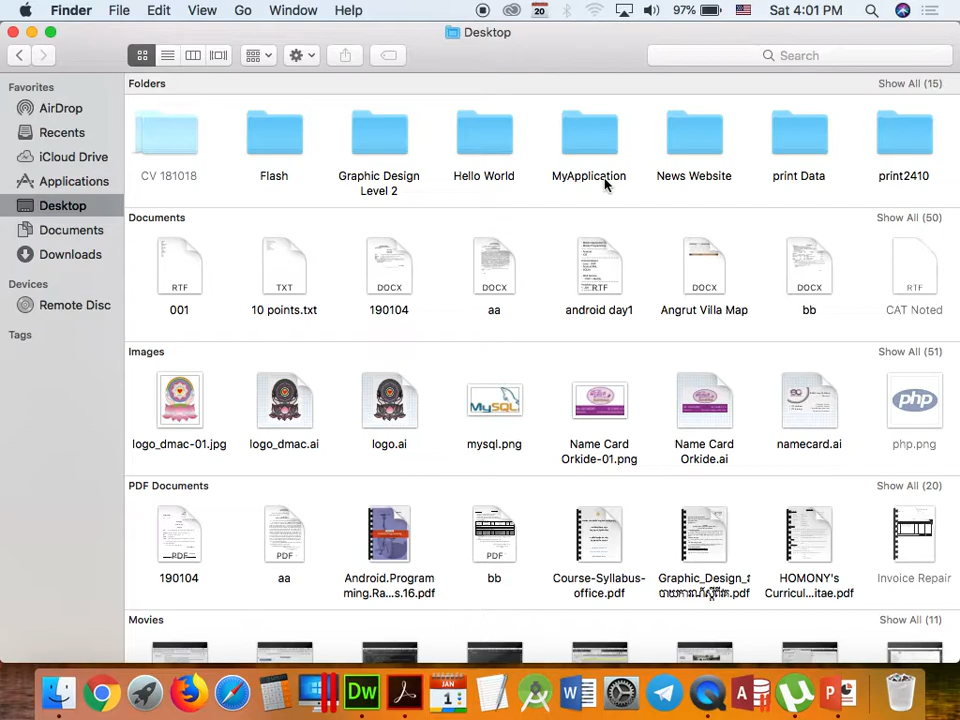 Finder File Edit View Go Window Help 20 97% Sat 4:01 PM
Desktop
Search
Favorites
AirDrop
Recents
iCloud Drive
Applications
Desktop
Documents
Downloads
Devices
Remote Disc
Tags
Folders Show All (15)
CV 181018 Flash Graphic Design Hello World MyApplication News Website print Data print2410
Level 2
Documents Show All (50)
RTF TXT DOCX DOCX RTF DOCX DOCX RTF
001 10 points.txt 190104 aa android day1 Angrut Villa Map bb CAT Noted
Images Show All (51)
MySQL php
logo_dmac-01.jpg logo_dmac.ai logo.ai mysql.png Name Card Name Card namecard.ai php.png
Orkide-01.png Orkide.ai
PDF Documents Show All (20)
PDF PDF PDF
190104 aa Android.Program bb Course-Syllabus- Graphic_Design_ HOMONY's Invoice Repair
ming.Ra...s.16.pdf office.pdf Curricul...itae.pdf
Movies Show All (11)
Dw JAN 1 W A P